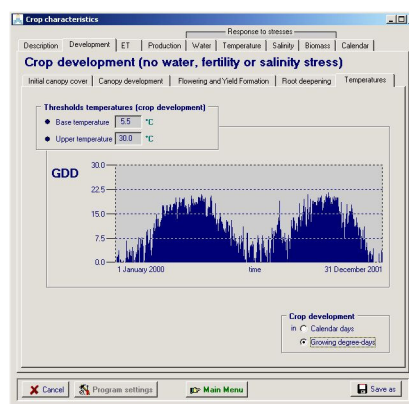 Crop characteristics
Response to stresses
Description Development ET Production Water Temperature Salinity Biomass Calendar
Crop development (no water, fertility or salinity stress)
Initial canopy cover Canopy development Flowering and Yield Formation Root deepening Temperatures
Thresholds temperatures (crop development)
Base temperature 5.5 °C
Upper temperature 30.0 °C
GDD
30.0
22.5
15.0
7.5
0.0
1 January 2000 time 31 December 2001
Crop development
in Calendar days
Growing degree-days
Cancel Program settings Main Menu Save as